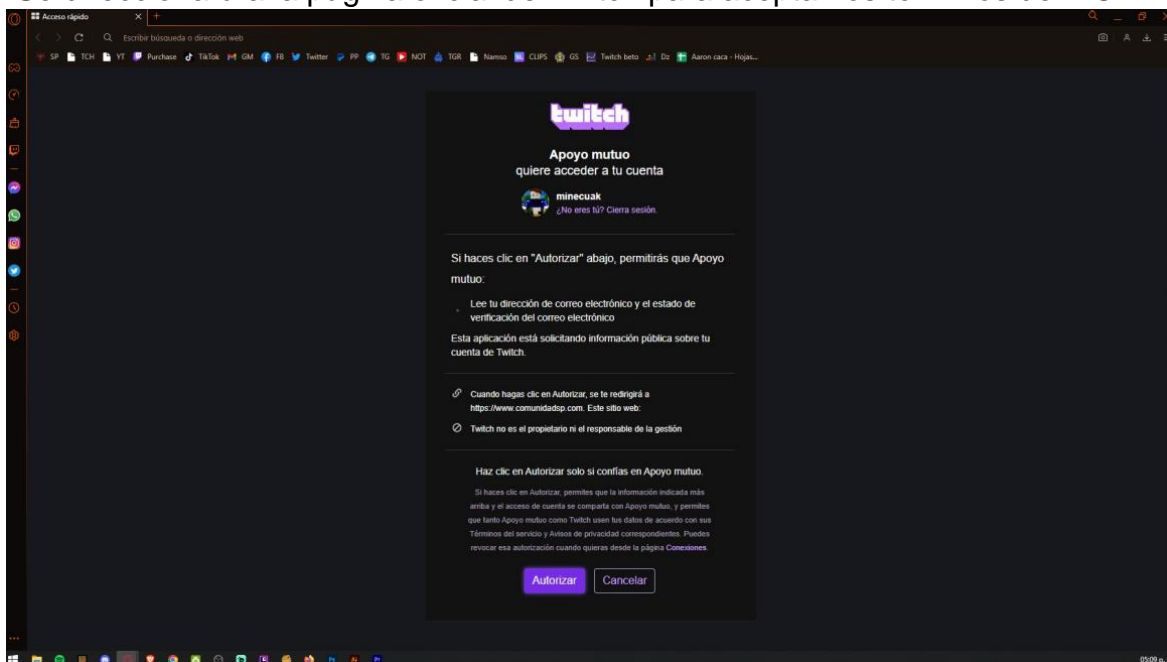 Acceso rápido
Escribir búsqueda o dirección web
SP TCH YT Purchase TikTok GM FB Twitter PP TG NOT TGR Namso CLIPS GS Twitch beto Dz Aaron caca - Hojas...
twitch
Apoyo mutuo
quiere acceder a tu cuenta
minecuak
¿No eres tú? Cierra sesión.
Si haces clic en "Autorizar" abajo, permitirás que Apoyo
mutuo:
Lee tu dirección de correo electrónico y el estado de
verificación del correo electrónico
Esta aplicación está solicitando información pública sobre tu
cuenta de Twitch.
Cuando hagas clic en Autorizar, se te redirigirá a
https://www.comunidadsp.com. Este sitio web:
Twitch no es el propietario ni el responsable de la gestión
Haz clic en Autorizar solo si confías en Apoyo mutuo.
Si haces clic en Autorizar, permites que la información indicada más
arriba y el acceso de cuenta se comparta con Apoyo mutuo, y permites
que tanto Apoyo mutuo como Twitch usen tus datos de acuerdo con sus
Términos del servicio y Avisos de privacidad correspondientes. Puedes
revocar esa autorización cuando quieras desde la página Conexiones.
Autorizar Cancelar
05:09 p.